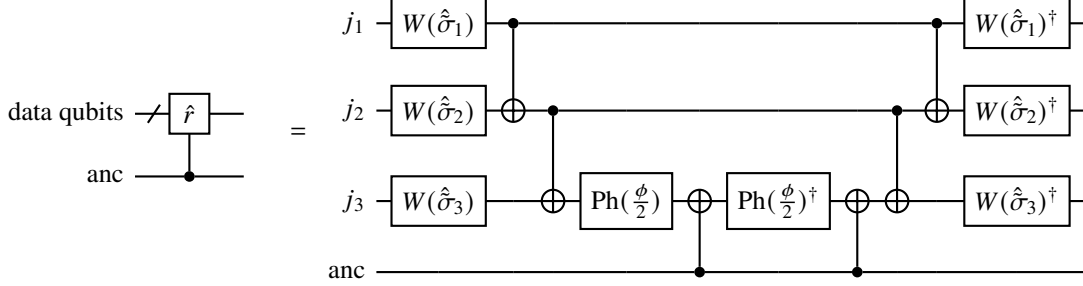 j₁ W(σ̃̂₁) W(σ̃̂₁)†
data qubits r̂ = j₂ W(σ̃̂₂) W(σ̃̂₂)†
anc j₃ W(σ̃̂₃) Ph(ϕ/2) Ph(ϕ/2)† W(σ̃̂₃)†
anc